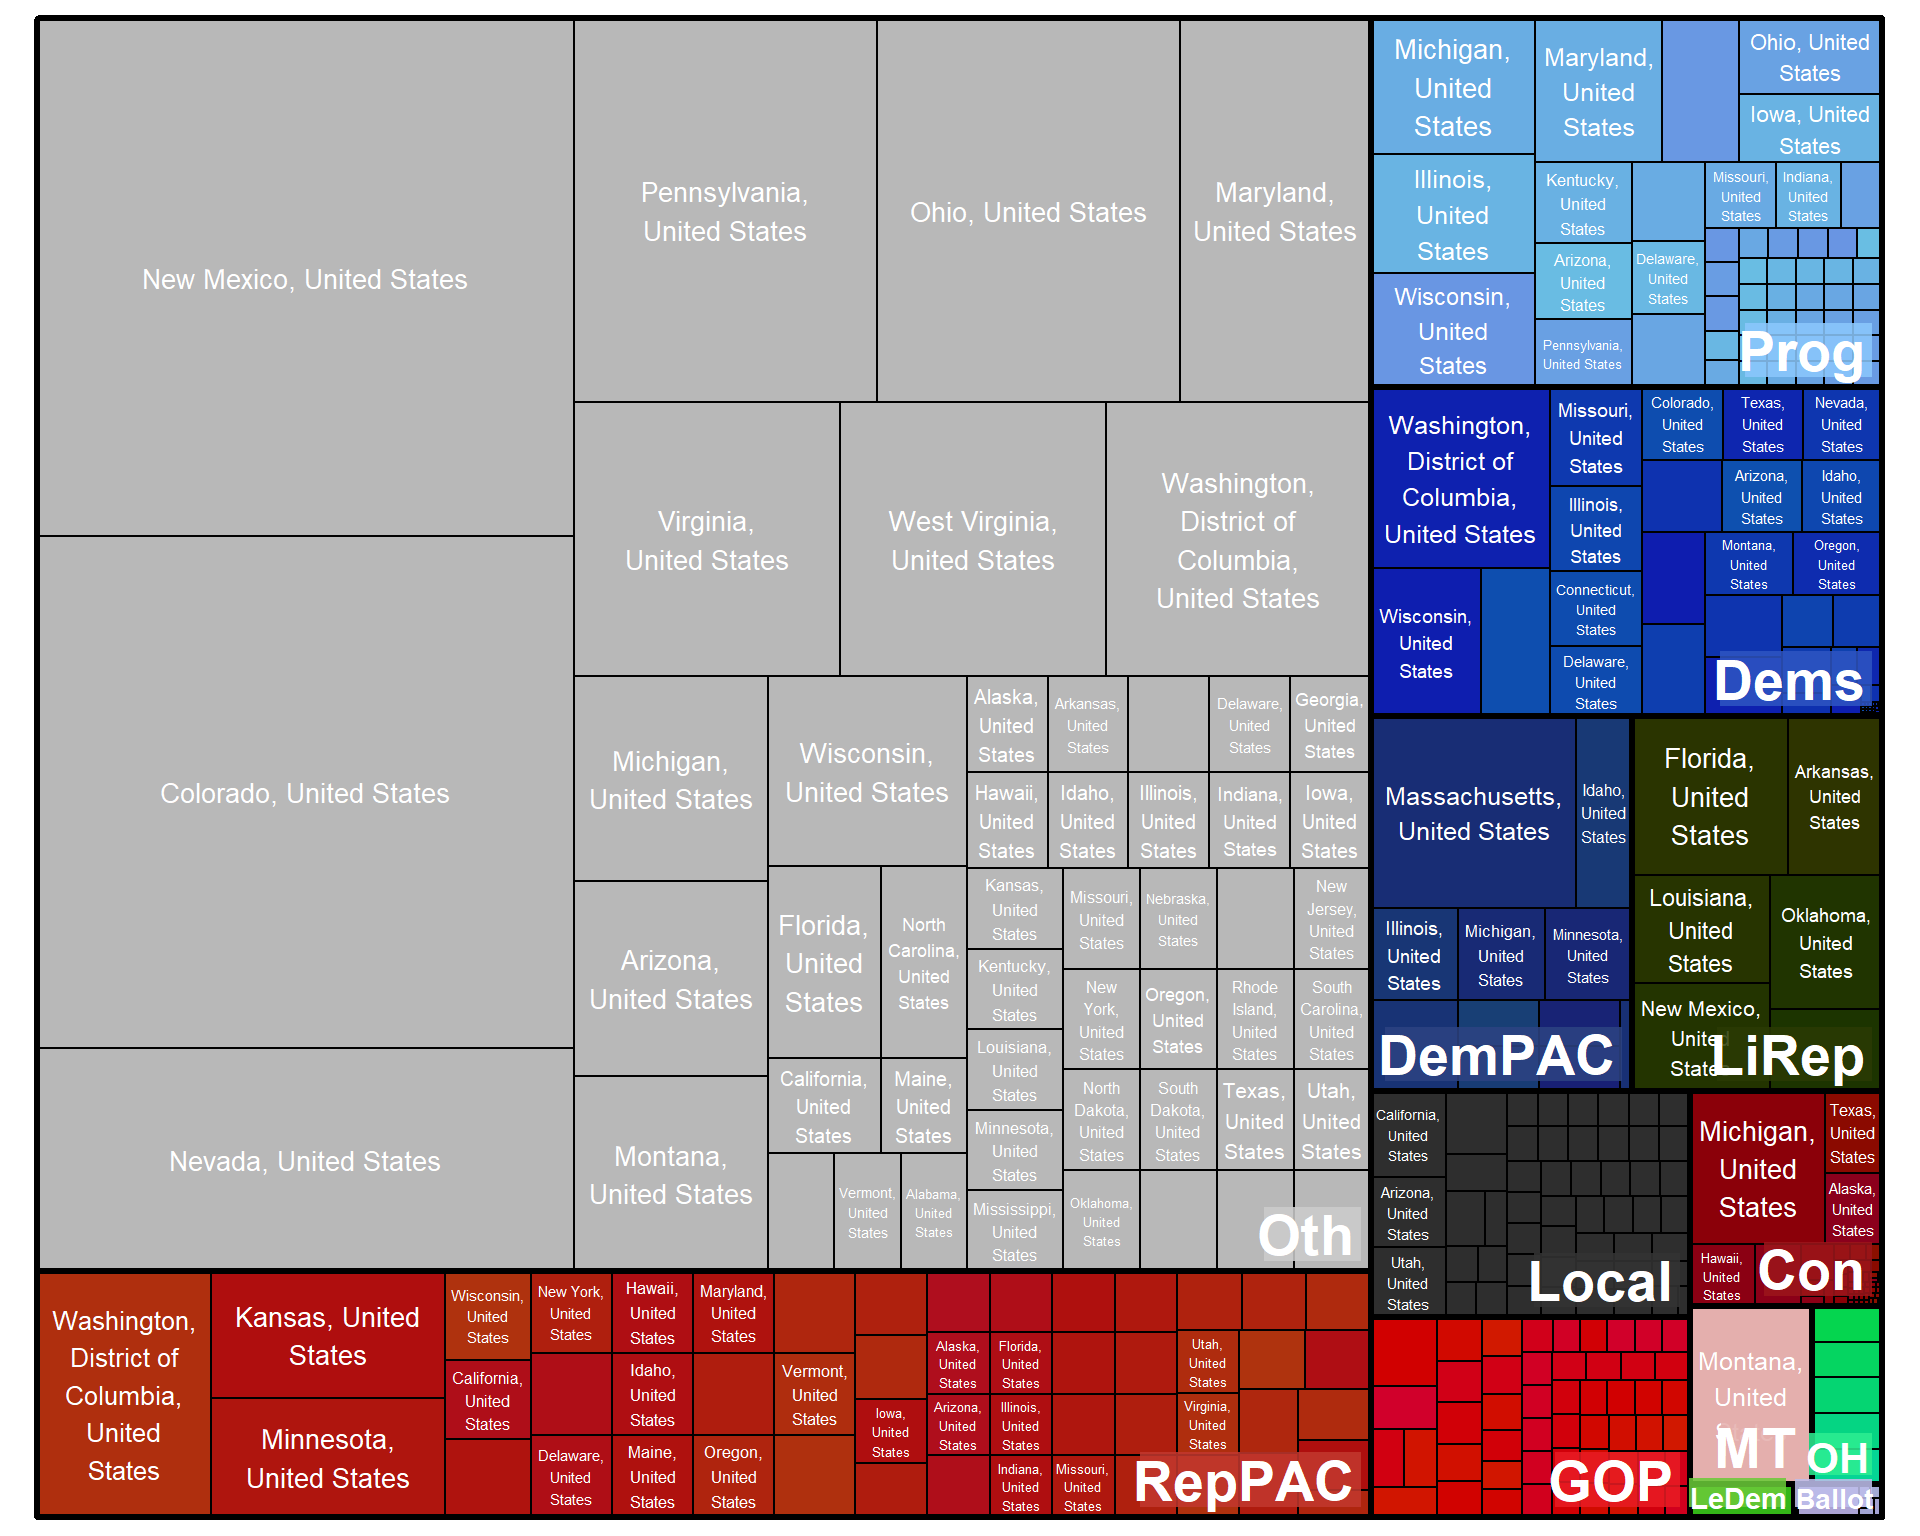 New Mexico, United States
Colorado, United States
Nevada, United States
Pennsylvania,
United States
Ohio, United States
Maryland,
United States
Virginia,
United States
West Virginia,
United States
Washington,
District of
Columbia,
United States
Michigan,
United States
Arizona,
United States
Montana,
United States
Wisconsin,
United States
Florida,
United
States
North
Carolina,
United
States
California,
United
States
Maine,
United
States
Vermont,
United
States
Alabama,
United
States
Alaska,
United
States
Arkansas,
United
States
Delaware,
United
States
Georgia,
United
States
Hawaii,
United
States
Idaho,
United
States
Illinois,
United
States
Indiana,
United
States
Iowa,
United
States
Kansas,
United
States
Kentucky,
United
States
Louisiana,
United
States
Minnesota,
United
States
Mississippi,
United
States
Missouri,
United
States
Nebraska,
United
States
New
Jersey,
United
States
New
York,
United
States
Oregon,
United
States
Rhode
Island,
United
States
South
Carolina,
United
States
North
Dakota,
United
States
South
Dakota,
United
States
Texas,
United
States
Utah,
United
States
Oklahoma,
United
States
Oth
Washington,
District of
Columbia,
United
States
Kansas, United
States
Minnesota,
United States
Wisconsin,
United
States
California,
United
States
New York,
United
States
Delaware,
United
States
Hawaii,
United
States
Idaho,
United
States
Maine,
United
States
Maryland,
United
States
Oregon,
United
States
Vermont,
United
States
Iowa,
United
States
Alaska,
United
States
Arizona,
United
States
Florida,
United
States
Illinois,
United
States
Indiana,
United
States
Missouri,
United
States
Utah,
United
States
Virginia,
United
States
RepPAC
Michigan,
United
States
Illinois,
United
States
Wisconsin,
United
States
Maryland,
United
States
Ohio, United
States
Iowa, United
States
Kentucky,
United
States
Arizona,
United
States
Pennsylvania,
United States
Delaware,
United
States
Missouri,
United
States
Indiana,
United
States
Prog
Washington,
District of
Columbia,
United States
Wisconsin,
United
States
Missouri,
United
States
Illinois,
United
States
Connecticut,
United
States
Delaware,
United
States
Colorado,
United
States
Texas,
United
States
Nevada,
United
States
Arizona,
United
States
Idaho,
United
States
Montana,
United
States
Oregon,
United
States
Dems
Massachusetts,
United States
Idaho,
United
States
Illinois,
United
States
Michigan,
United
States
Minnesota,
United
States
DemPAC
Florida,
United
States
Arkansas,
United
States
Louisiana,
United
States
Oklahoma,
United
States
New Mexico,
United
States
LiRep
California,
United
States
Arizona,
United
States
Utah,
United
States
Local
Michigan,
United
States
Texas,
United
States
Alaska,
United
States
Hawaii,
United
States
Con
GOP
Montana,
United
MT
OH
LeDem
Ballot